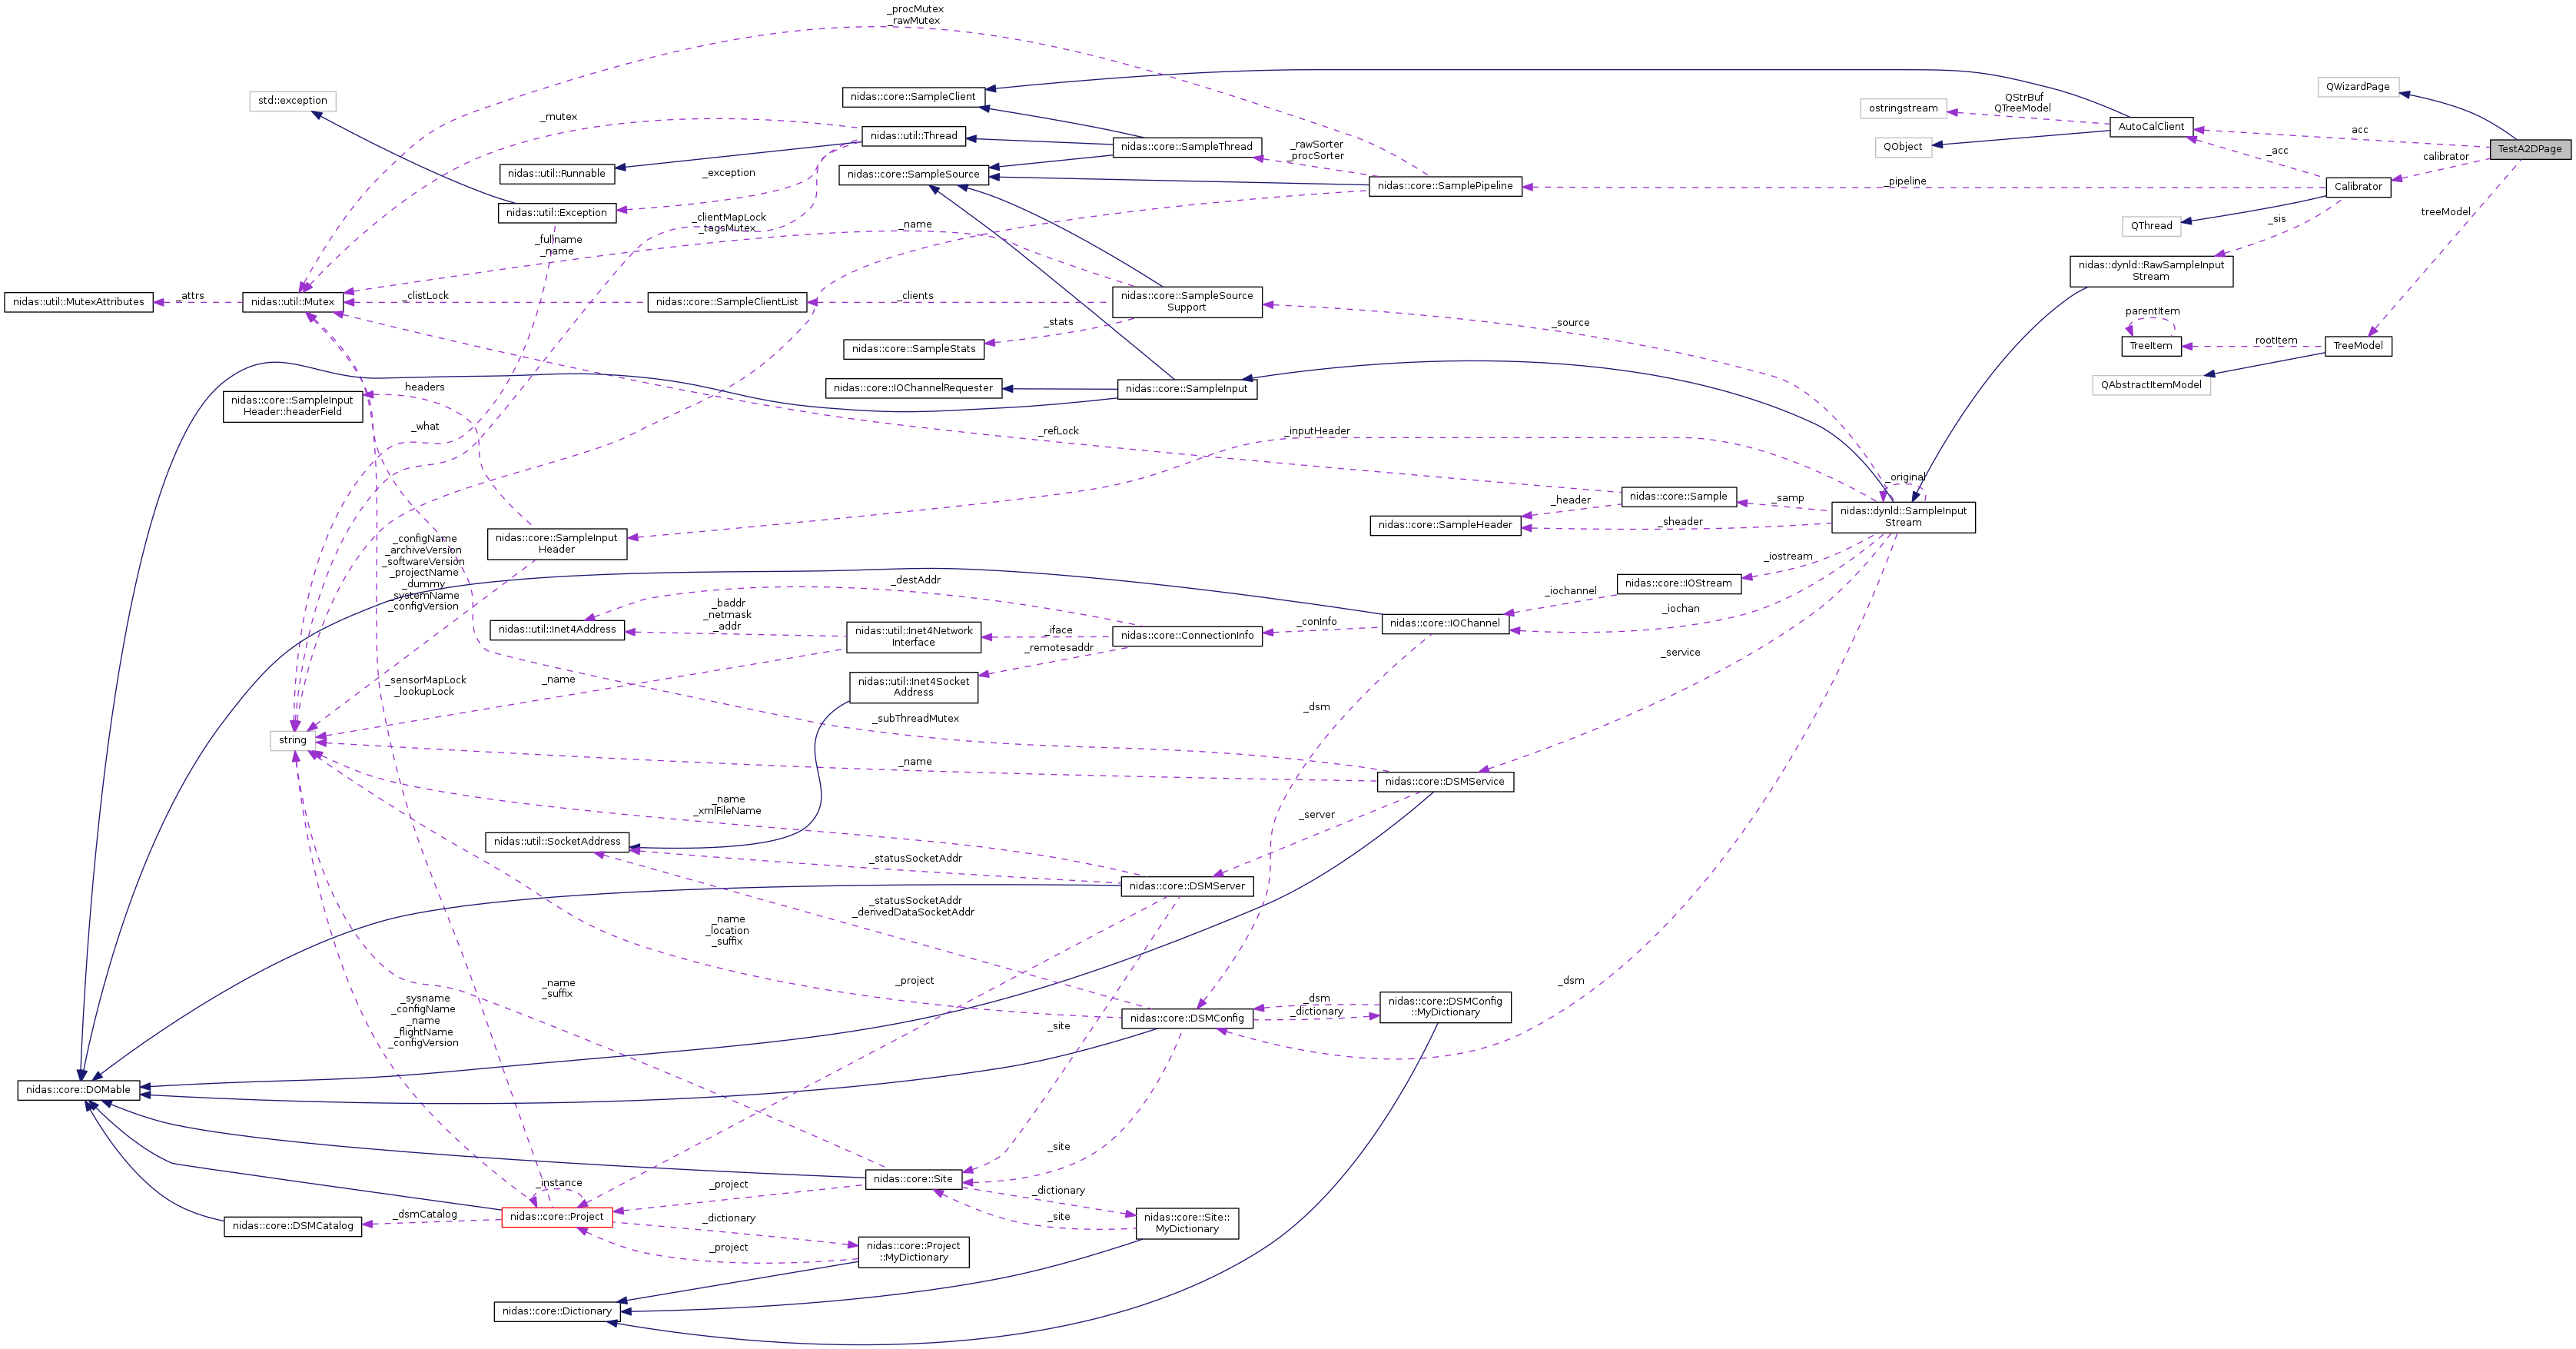 _procMutex
_rawMutex
QWizardPage
nidas::core::SampleClient
std::exception
QStrBuf
QTreeModel
ostringstream
_mutex
AutoCalClient
acc
nidas::util::Thread
nidas::core::SampleThread
_rawSorter
_procSorter
QObject
_acc
TestA2DPage
calibrator
nidas::util::Runnable
_exception
nidas::core::SampleSource
nidas::core::SamplePipeline
_pipeline
Calibrator
nidas::util::Exception
_clientMapLock
_tagsMutex
_name
_sis
treeModel
QThread
_fullname
_name
nidas::dynld::RawSampleInput
Stream
nidas::util::MutexAttributes
_attrs
nidas::util::Mutex
_clistLock
nidas::core::SampleClientList
_clients
nidas::core::SampleSource
Support
_stats
_source
parentItem
nidas::core::SampleStats
TreeItem
rootItem
TreeModel
headers
nidas::core::IOChannelRequester
nidas::core::SampleInput
QAbstractItemModel
nidas::core::SampleInput
Header::headerField
_what
_refLock
_inputHeader
_original
nidas::core::Sample
_samp
_header
nidas::dynld::SampleInput
Stream
nidas::core::SampleHeader
_sheader
nidas::core::SampleInput
Header
_configName
_archiveVersion
_softwareVersion
_projectName
_dummy
_systemName
_configVersion
_iostream
_destAddr
nidas::core::IOStream
_iochannel
_baddr
_netmask
_addr
_iochan
nidas::util::Inet4Address
nidas::util::Inet4Network
Interface
_iface
nidas::core::ConnectionInfo
_conInfo
nidas::core::IOChannel
_remotesaddr
_service
_sensorMapLock
_lookupLock
_name
nidas::util::Inet4Socket
Address
_dsm
_subThreadMutex
string
_name
nidas::core::DSMService
_name
_xmlFileName
_server
nidas::util::SocketAddress
_statusSocketAddr
nidas::core::DSMServer
_statusSocketAddr
_derivedDataSocketAddr
_name
_location
_suffix
_project
_dsm
_name
_suffix
_sysname
_configName
_name
_flightName
_configVersion
_dsm
_dictionary
nidas::core::DSMConfig
::MyDictionary
nidas::core::DSMConfig
_site
nidas::core::DOMable
_site
nidas::core::Site
_instance
_project
_dictionary
nidas::core::DSMCatalog
_dsmCatalog
nidas::core::Project
_dictionary
_site
nidas::core::Site::
MyDictionary
_project
nidas::core::Project
::MyDictionary
nidas::core::Dictionary